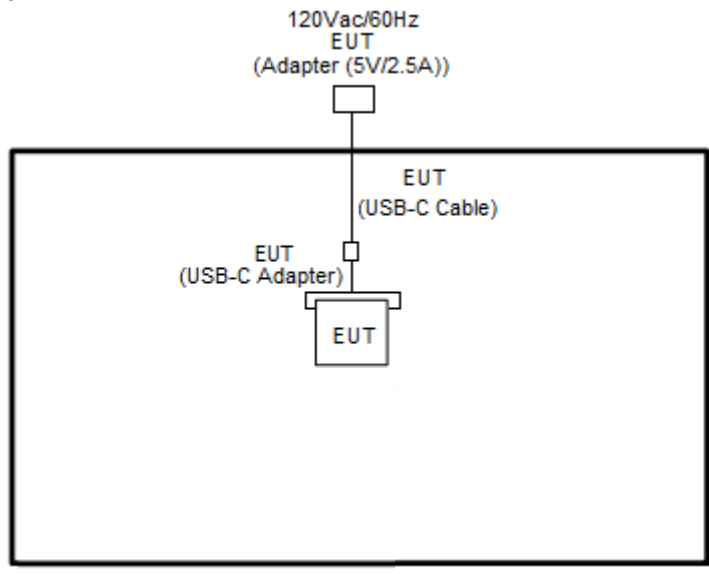 120Vac/60Hz
EUT
(Adapter (5V/2.5A))
EUT
(USB-C Cable)
EUT
(USB-C Adapter)
EUT